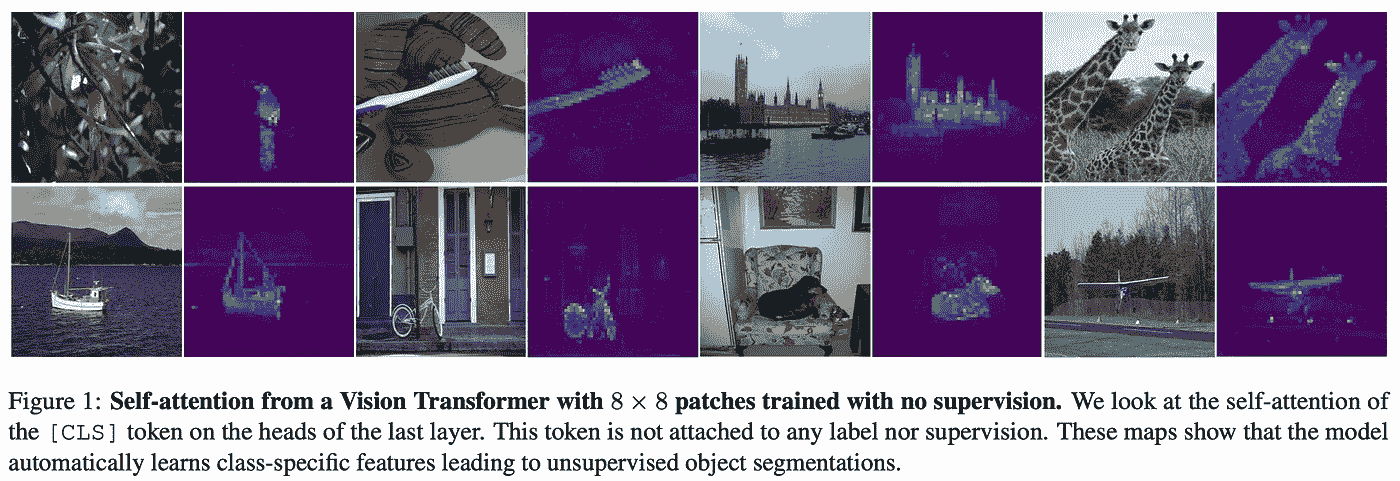 Figure 1: Self-attention from a Vision Transformer with 8 × 8 patches trained with no supervision. We look at the self-attention of
the [CLS] token on the heads of the last layer. This token is not attached to any label nor supervision. These maps show that the model
automatically learns class-specific features leading to unsupervised object segmentations.